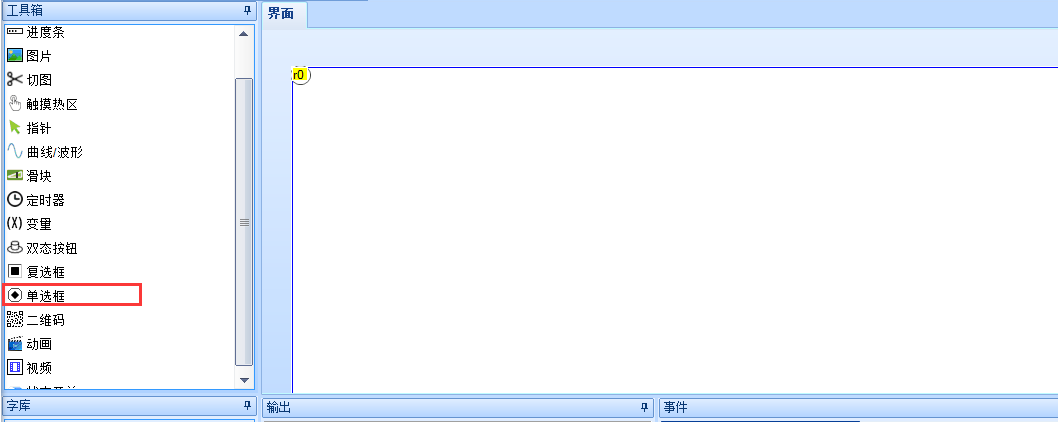 工具箱
进度条
图片
切图
触摸热区
指针
曲线/波形
滑块
定时器
(X) 变量
双态按钮
复选框
单选框
二维码
动画
视频
字库
界面
r0
输出
事件